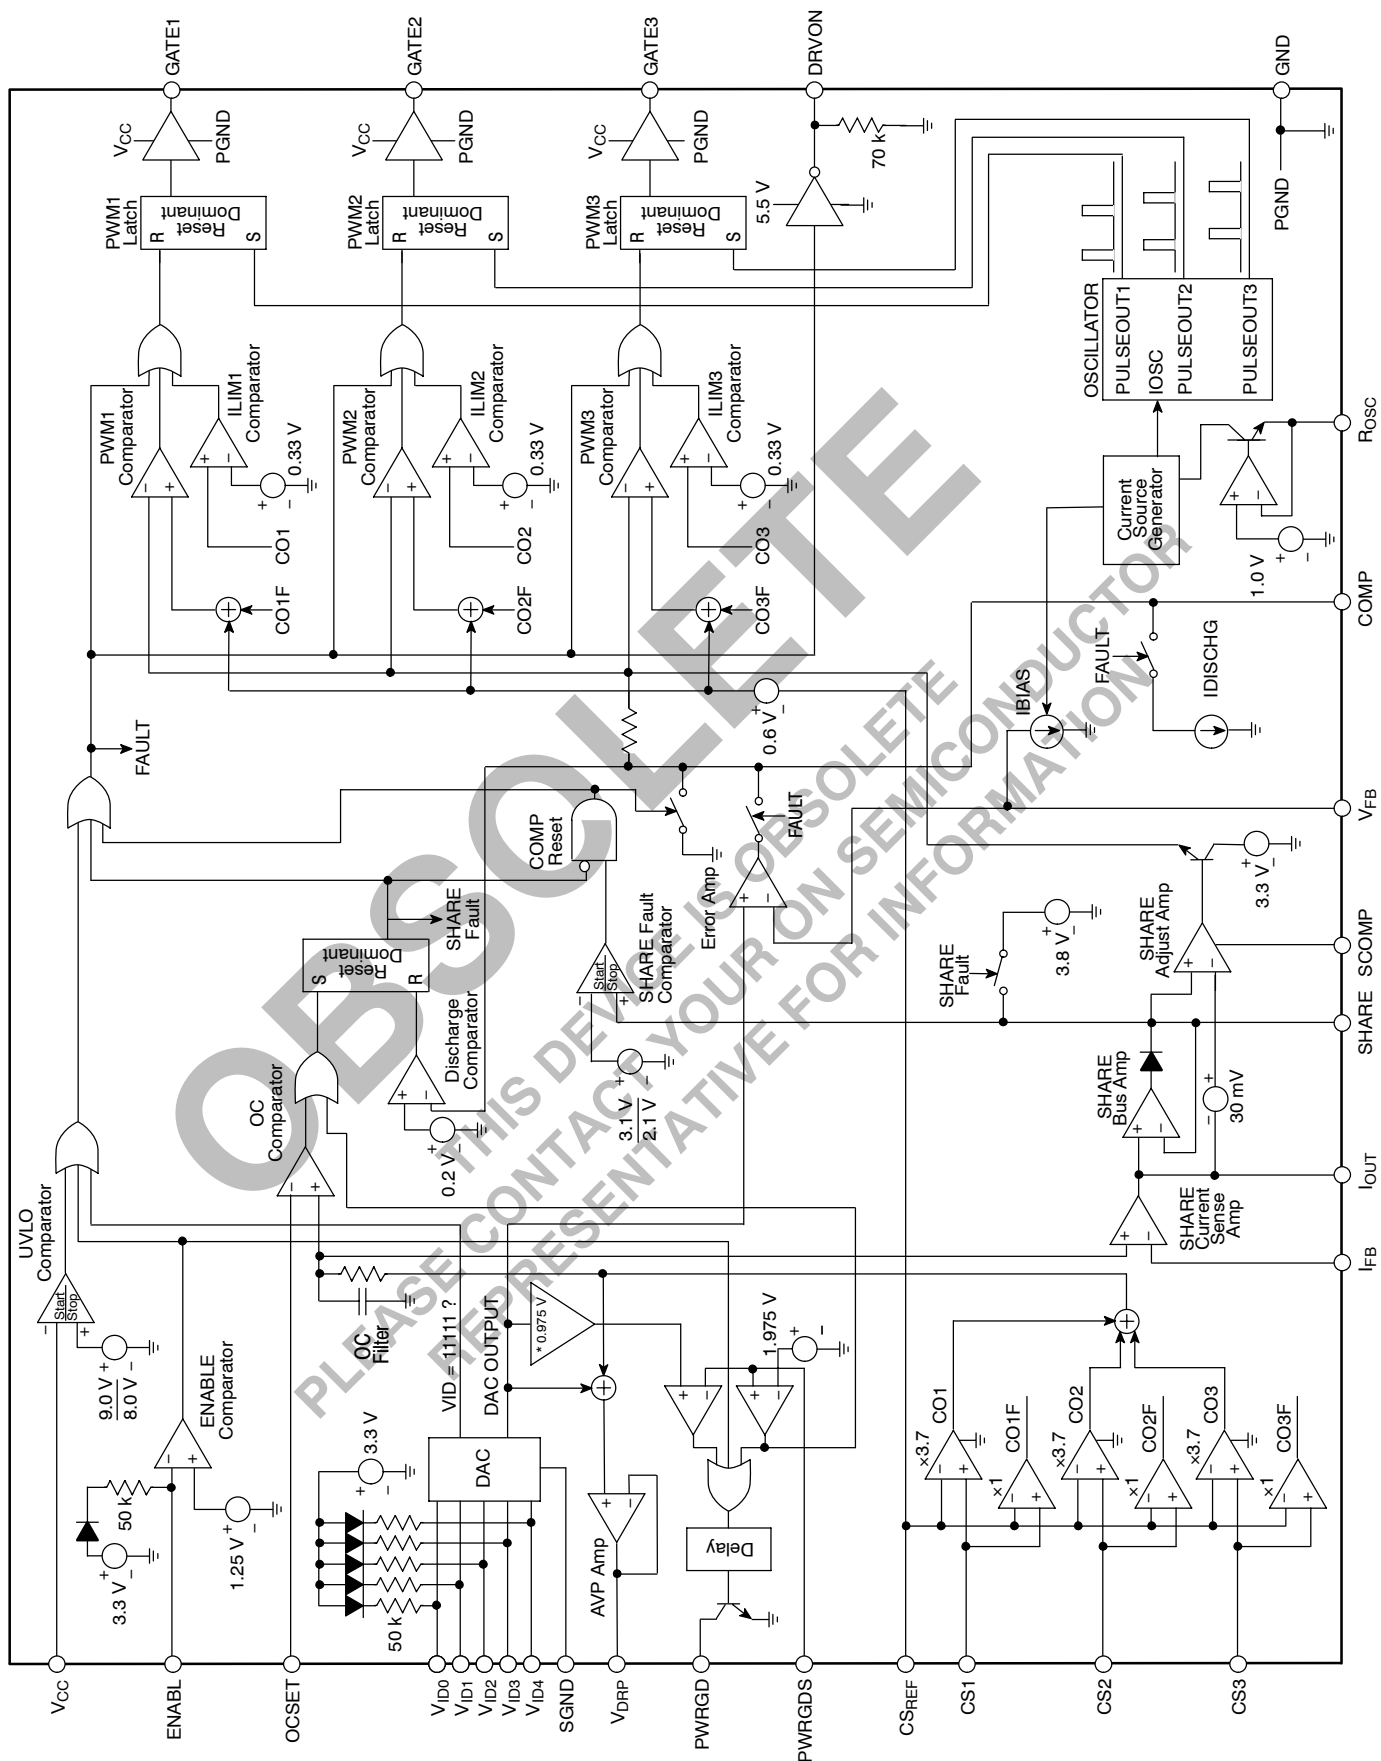 VCC
ENABL
OCSET
VID0
VID1
VID2
VID3
VID4
SGND
VDRP
PWRGD
PWRGDS
CSREF
CS1
CS2
CS3
GATE1
GATE2
GATE3
DRVON
GND
PGND
ROSC
COMP
VFB
SCOMP
SHARE
IOUT
IFB
UVLO
Comparator
Start
Stop
-
+
9.0 V
8.0 V
ENABLE
Comparator
50 k
3.3 V
1.25 V
3.3 V
50 k
DAC
VID = 11111 ?
DAC OUTPUT
OC
Filter
* 0.975 V
1.975 V
AVP Amp
Delay
OC
Comparator
Discharge
Comparator
0.2 V
Reset
Dominant
S
R
SHARE
Fault
COMP
Reset
SHARE Fault
Comparator
Start
Stop
3.1 V
2.1 V
Error Amp
FAULT
FAULT
0.6 V
PWM1
Comparator
ILIM1
Comparator
0.33 V
CO1
CO1F
PWM1
Latch
Reset
Dominant
R
S
VCC
PGND
PWM2
Comparator
ILIM2
Comparator
0.33 V
CO2
CO2F
PWM2
Latch
Reset
Dominant
R
S
VCC
PGND
PWM3
Comparator
ILIM3
Comparator
0.33 V
CO3
CO3F
PWM3
Latch
Reset
Dominant
R
S
VCC
PGND
5.5 V
70 k
OSCILLATOR
PULSEOUT1
IOSC
PULSEOUT2
PULSEOUT3
Current
Source
Generator
1.0 V
IBIAS
FAULT
IDISCHG
SHARE
Fault
3.8 V
SHARE
Adjust Amp
3.3 V
SHARE
Bus Amp
30 mV
SHARE
Current
Sense
Amp
×3.7
CO1
×1
CO1F
×3.7
CO2
×1
CO2F
×3.7
CO3
×1
CO3F
OBSOLETE
THIS DEVICE IS OBSOLETE
PLEASE CONTACT YOUR ON SEMICONDUCTOR
REPRESENTATIVE FOR INFORMATION